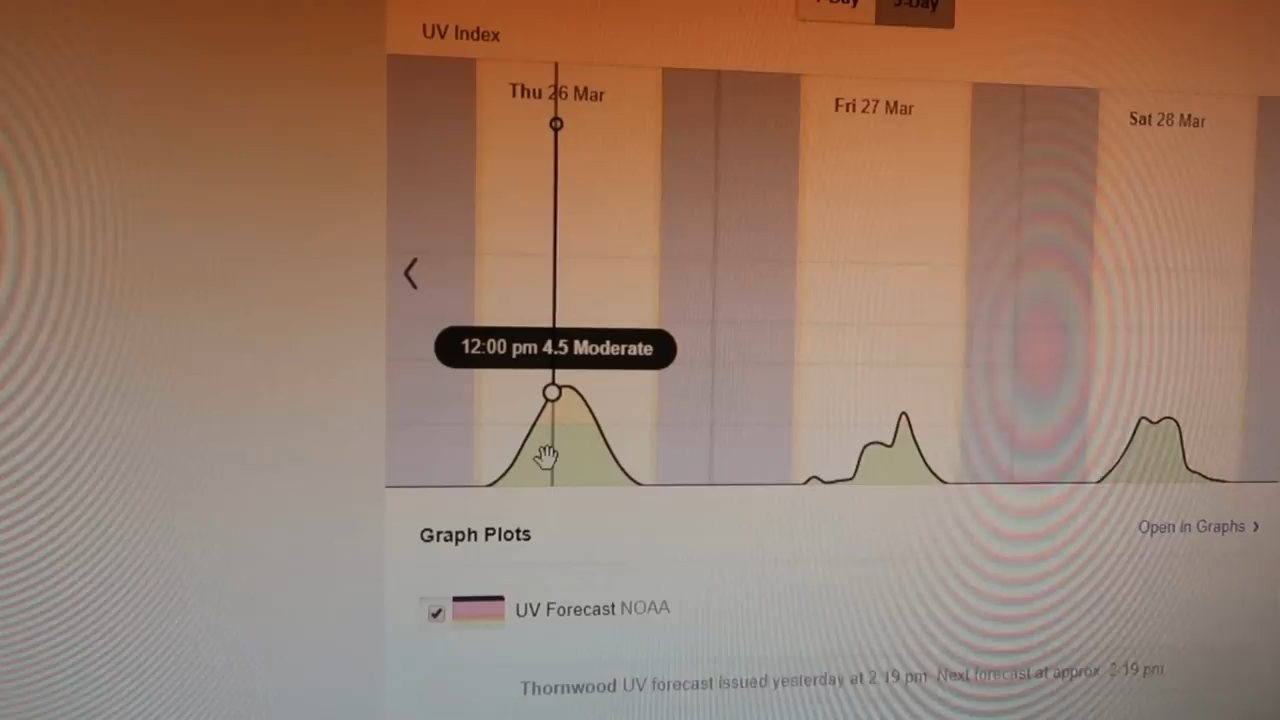 3-Day
UV Index
Thu 26 Mar
Fri 27 Mar
Sat 28 Mar
12:00 pm 4.5 Moderate
Graph Plots
Open in Graphs
UV Forecast NOAA
Thornwood UV forecast issued yesterday at 2:19 pm. Next forecast at approx. 2:19 pm